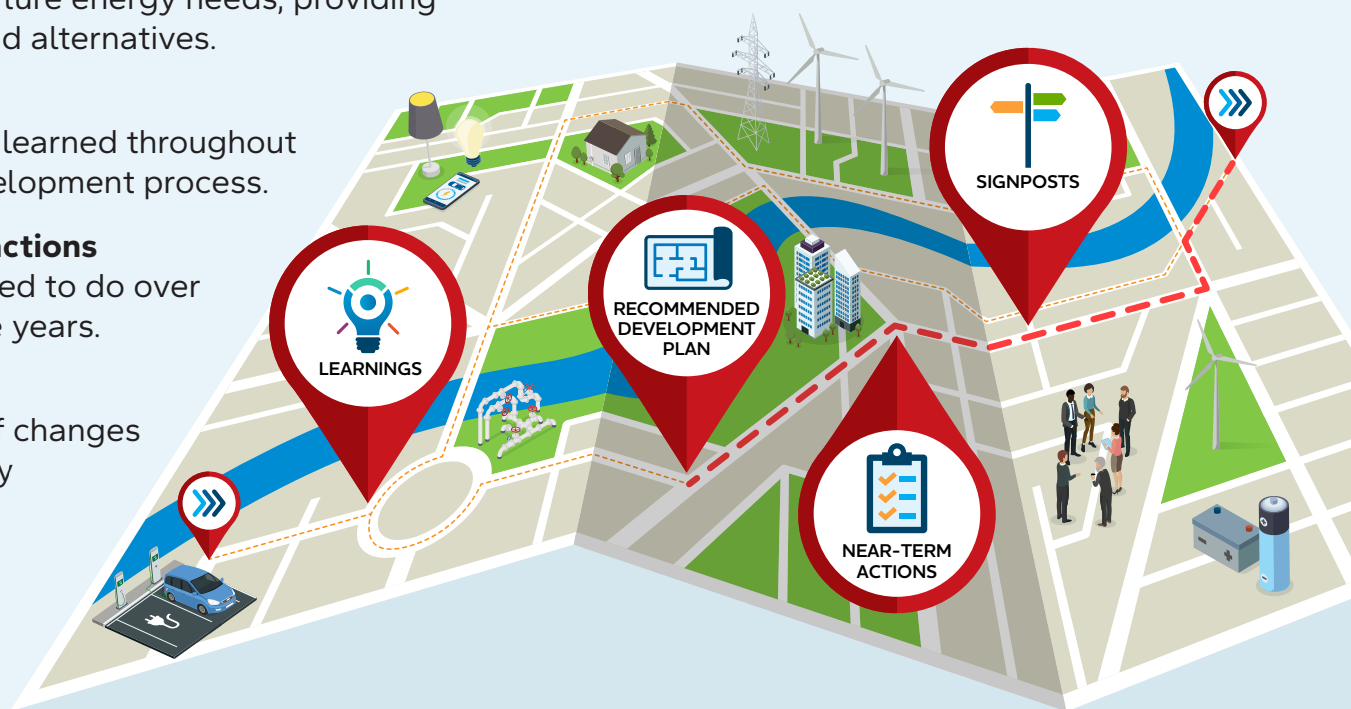 ture energy needs, providing
d alternatives.
learned throughout
elopment process.
actions
ed to do over
e years.
f changes
y
LEARNINGS
RECOMMENDED
DEVELOPMENT
PLAN
NEAR-TERM
ACTIONS
SIGNPOSTS